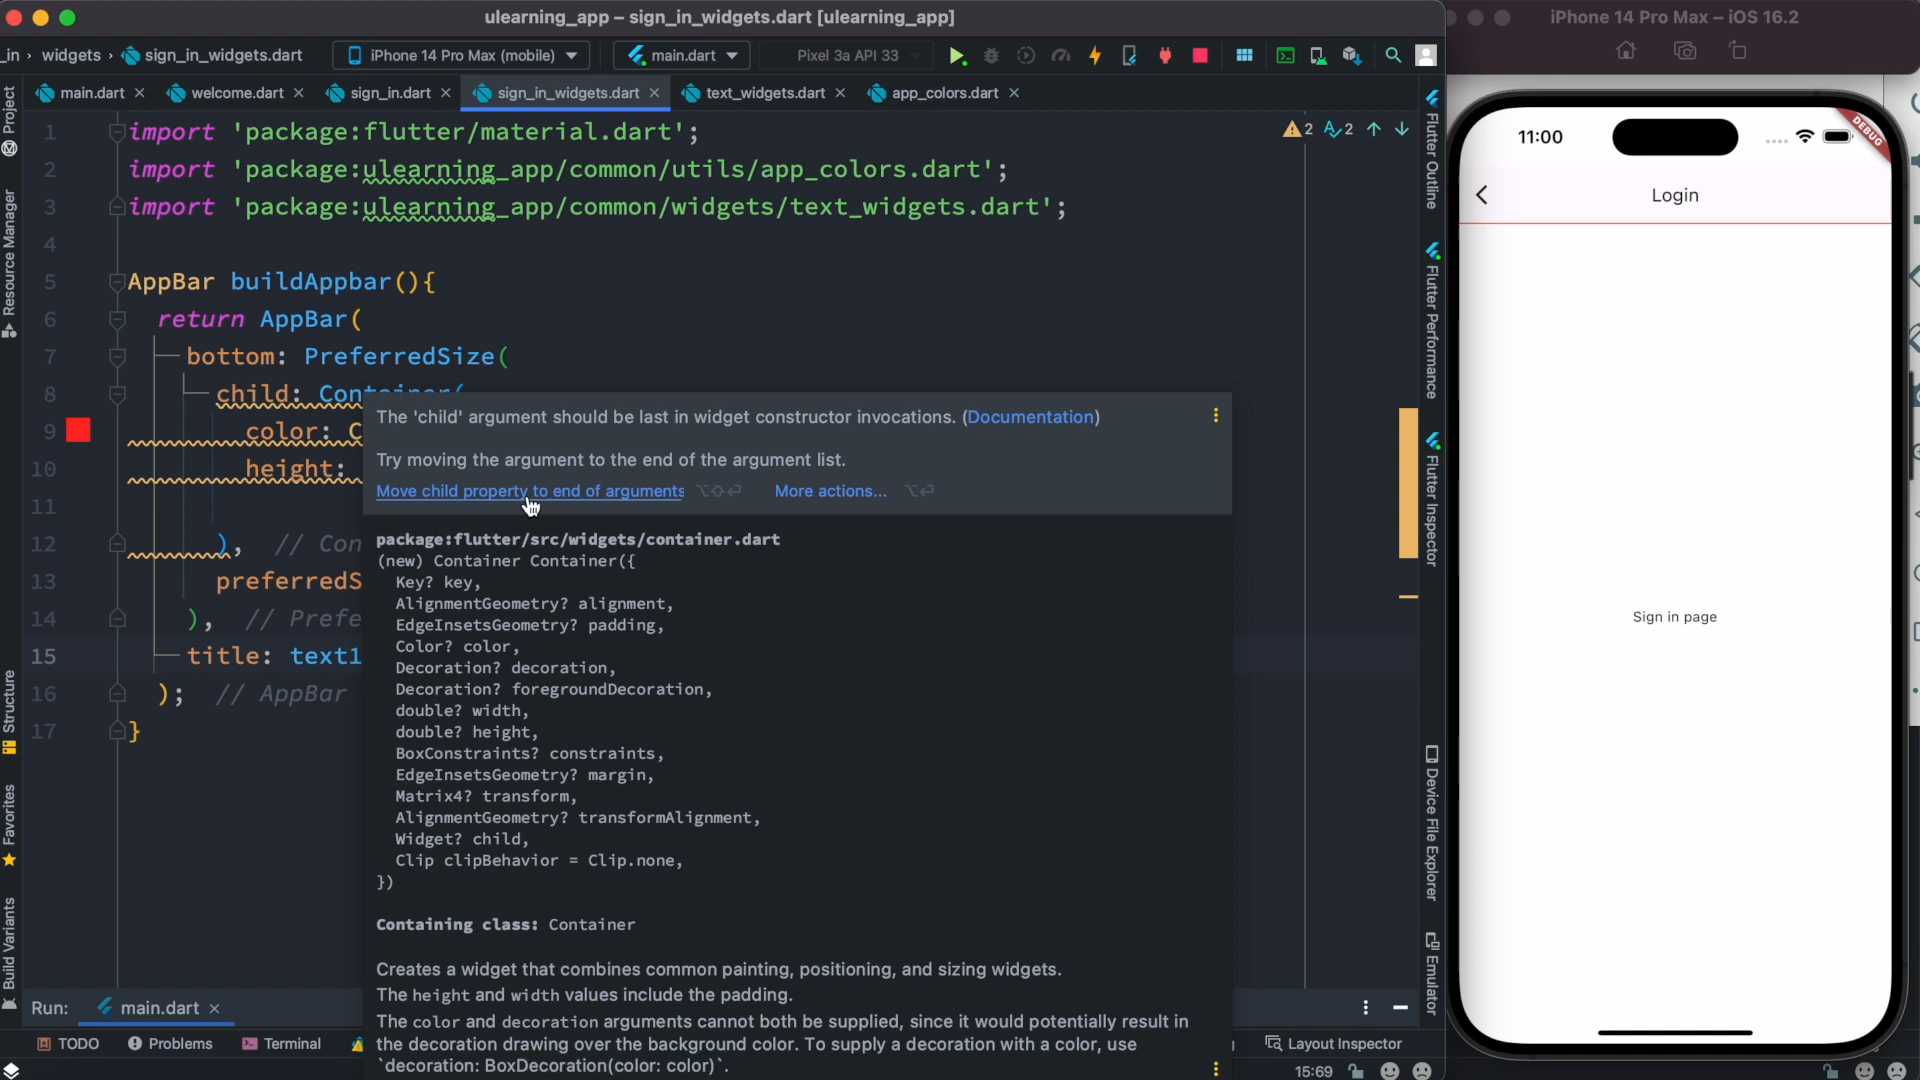 ulearning_app – sign_in_widgets.dart [ulearning_app]
iPhone 14 Pro Max – iOS 16.2
_in › widgets › sign_in_widgets.dart
iPhone 14 Pro Max (mobile)
main.dart
Pixel 3a API 33
main.dart
welcome.dart
sign_in.dart
sign_in_widgets.dart
text_widgets.dart
app_colors.dart
Project
Resource Manager
Structure
Favorites
Build Variants
1 import 'package:flutter/material.dart';
2 import 'package:ulearning_app/common/utils/app_colors.dart';
3 import 'package:ulearning_app/common/widgets/text_widgets.dart';
4
5 AppBar buildAppbar(){
6 return AppBar(
7 bottom: PreferredSize(
8 child: Container(
9 color: C
10 height:
11
12 ), // Con
13 preferredS
14 ), // Prefe
15 title: text1
16 ); // AppBar
17 }
2 2
The 'child' argument should be last in widget constructor invocations. (Documentation)
Try moving the argument to the end of the argument list.
Move child property to end of arguments ⌥⇧⏎ More actions... ⌥⏎
package:flutter/src/widgets/container.dart
(new) Container Container({
Key? key,
AlignmentGeometry? alignment,
EdgeInsetsGeometry? padding,
Color? color,
Decoration? decoration,
Decoration? foregroundDecoration,
double? width,
double? height,
BoxConstraints? constraints,
EdgeInsetsGeometry? margin,
Matrix4? transform,
AlignmentGeometry? transformAlignment,
Widget? child,
Clip clipBehavior = Clip.none,
})
Containing class: Container
Creates a widget that combines common painting, positioning, and sizing widgets.
The height and width values include the padding.
The color and decoration arguments cannot both be supplied, since it would potentially result in
the decoration drawing over the background color. To supply a decoration with a color, use
`decoration: BoxDecoration(color: color)`.
Flutter Outline
Flutter Performance
Flutter Inspector
Device File Explorer
Emulator
Run: main.dart
TODO
Problems
Terminal
Layout Inspector
15:69
11:00
DEBUG
Login
Sign in page